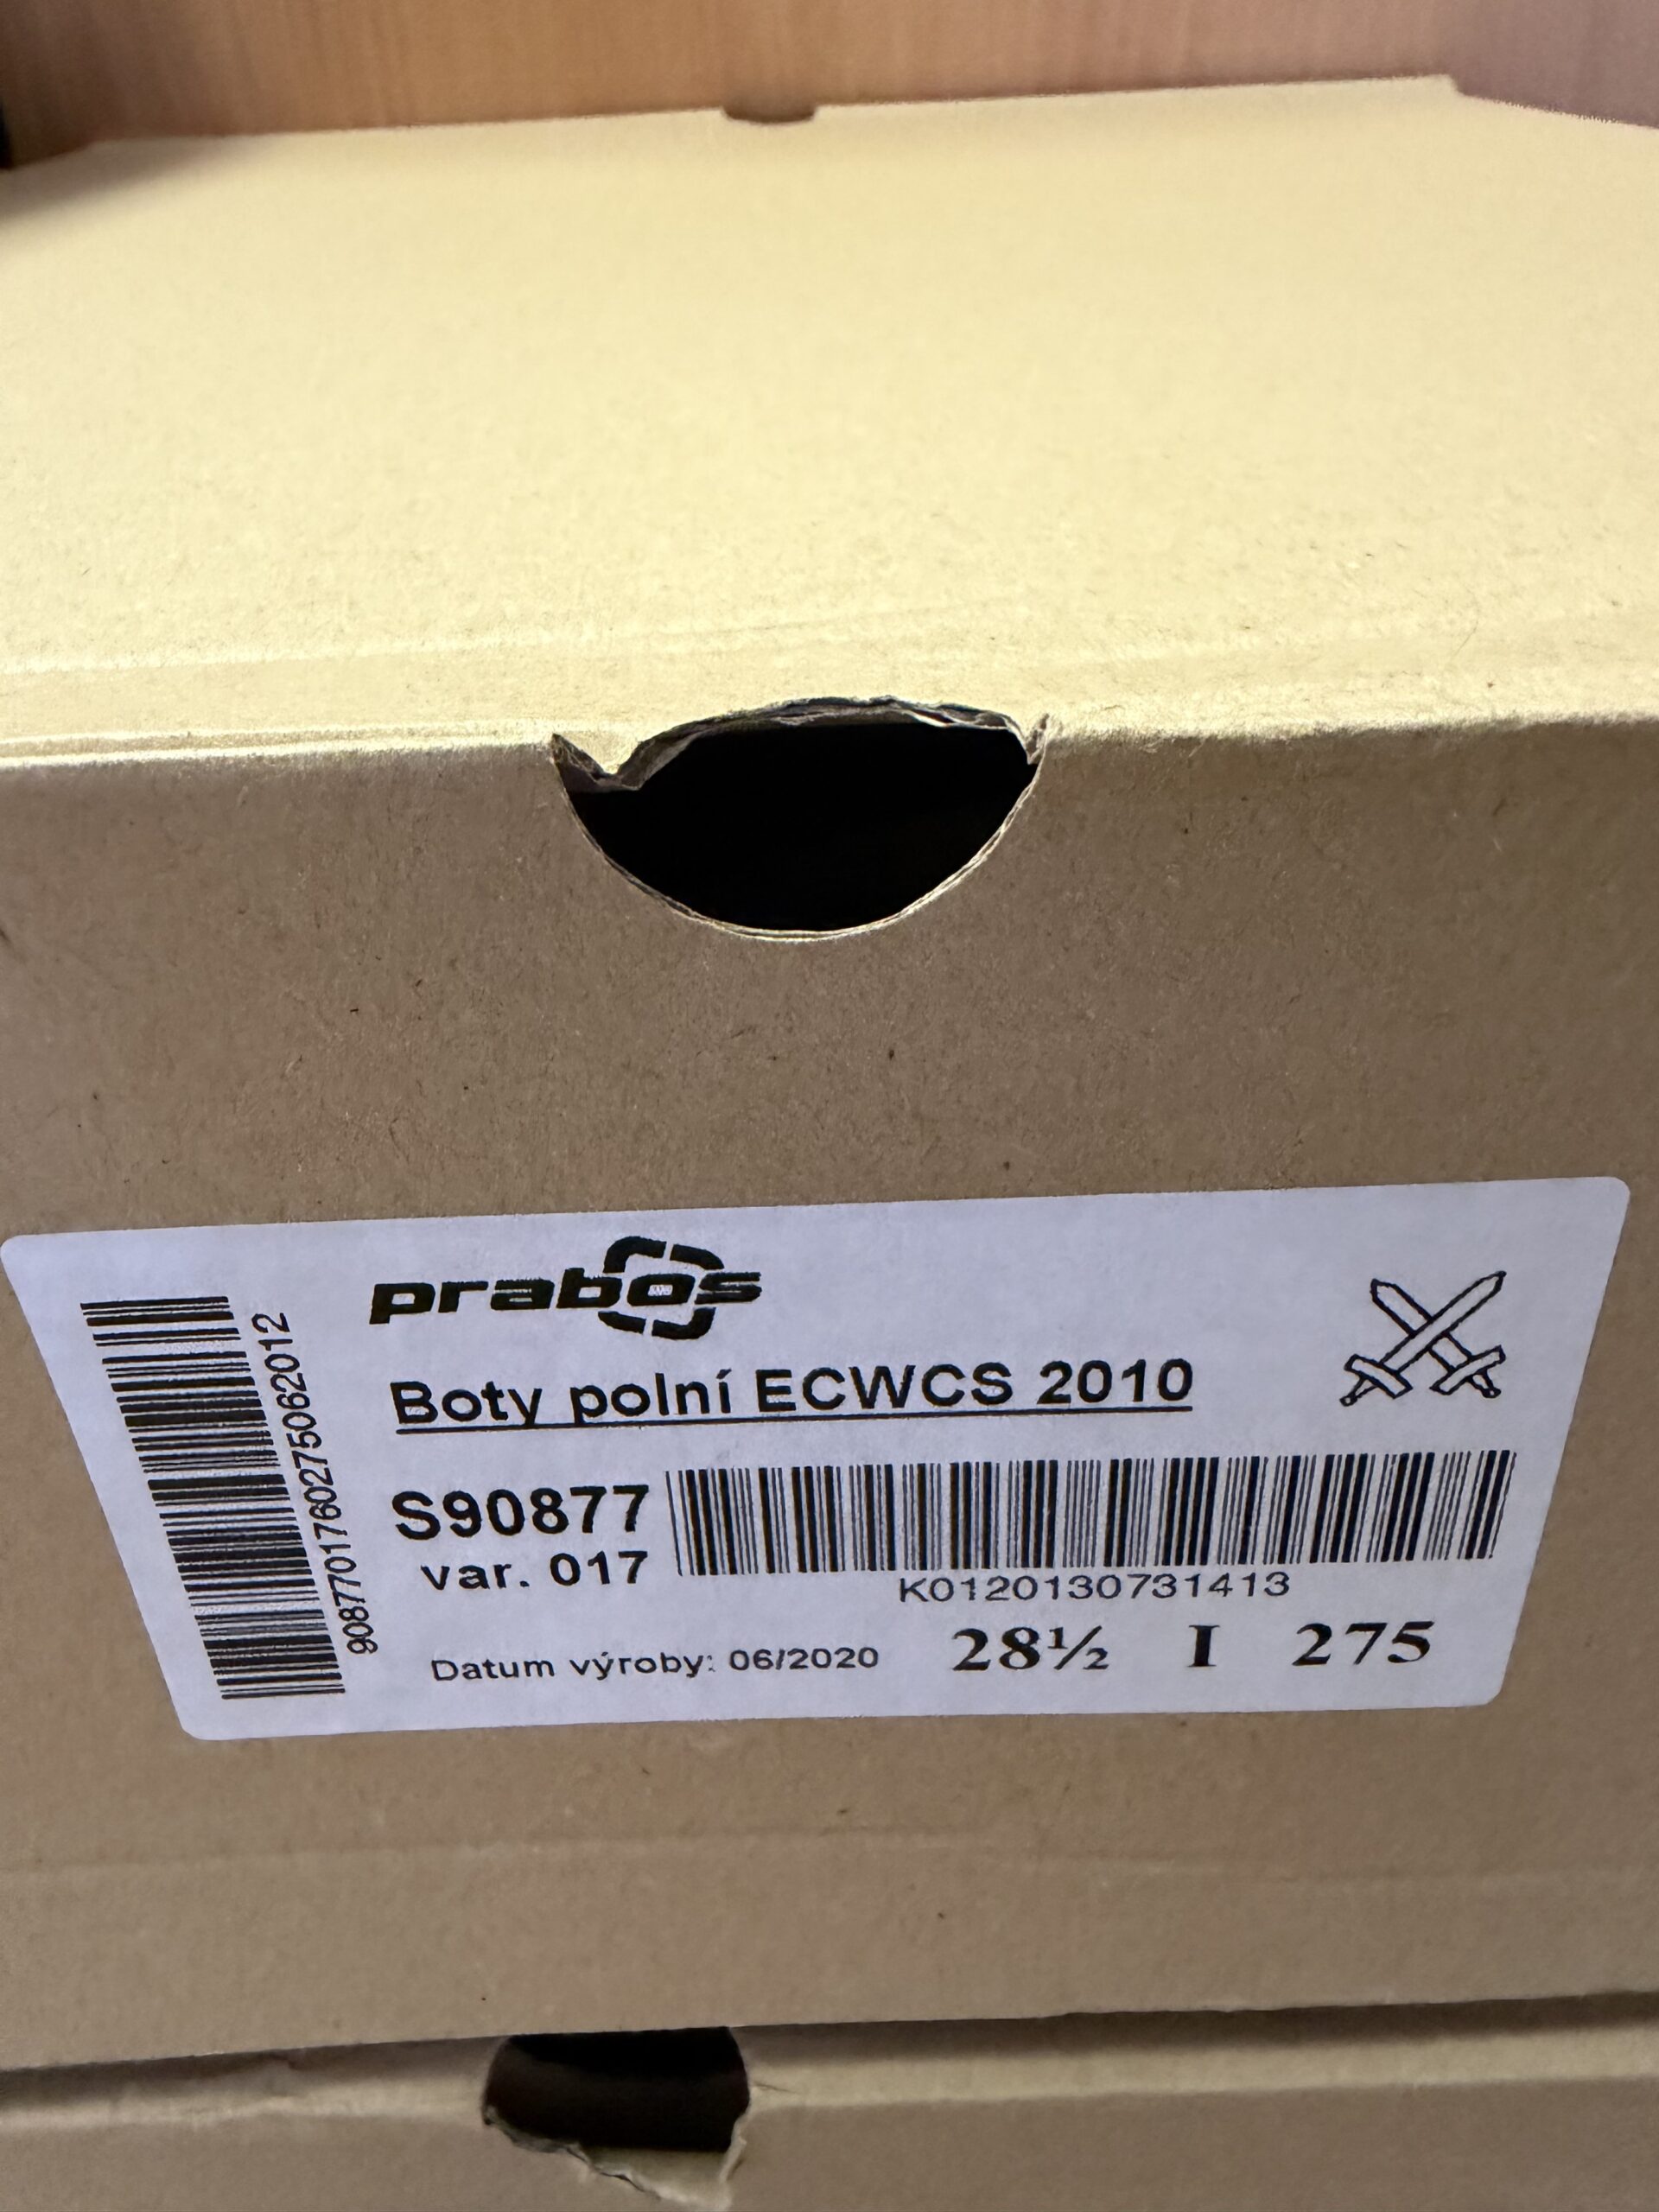 prabos
Boty polní ECWCS 2010
S90877
var. 017
K0120130731413
Datum výroby: 06/2020 28½ I 275
9087701760275062012